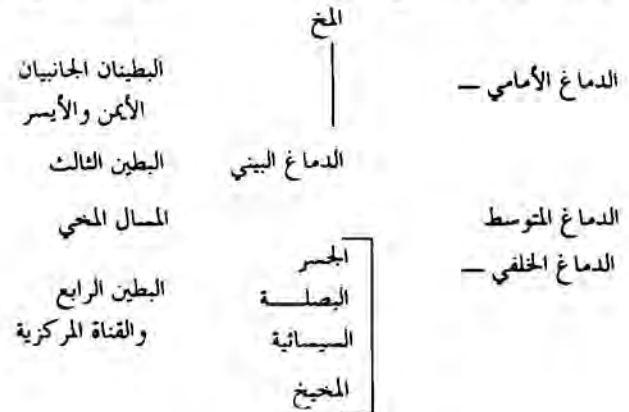 المخ
الدماغ الأمامي — البطينان الجانبيان
الأيمن والأيسر
الدماغ البيني البطين الثالث
الدماغ المتوسط المسال المخي
الدماغ الخلفي — الجسر
البصلـــة البطين الرابع
السيسائية والقناة المركزية
المخيخ